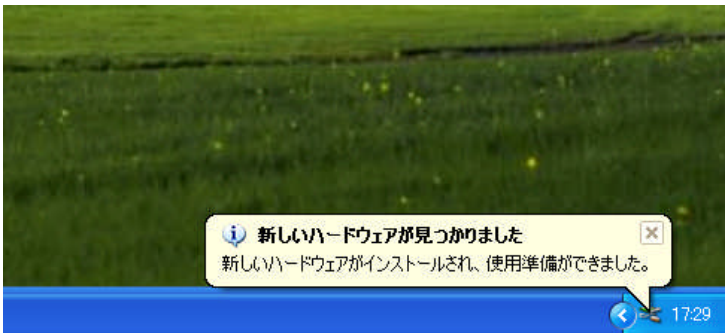 新しいハードウェアが見つかりました
新しいハードウェアがインストールされ、使用準備ができました。
17:29